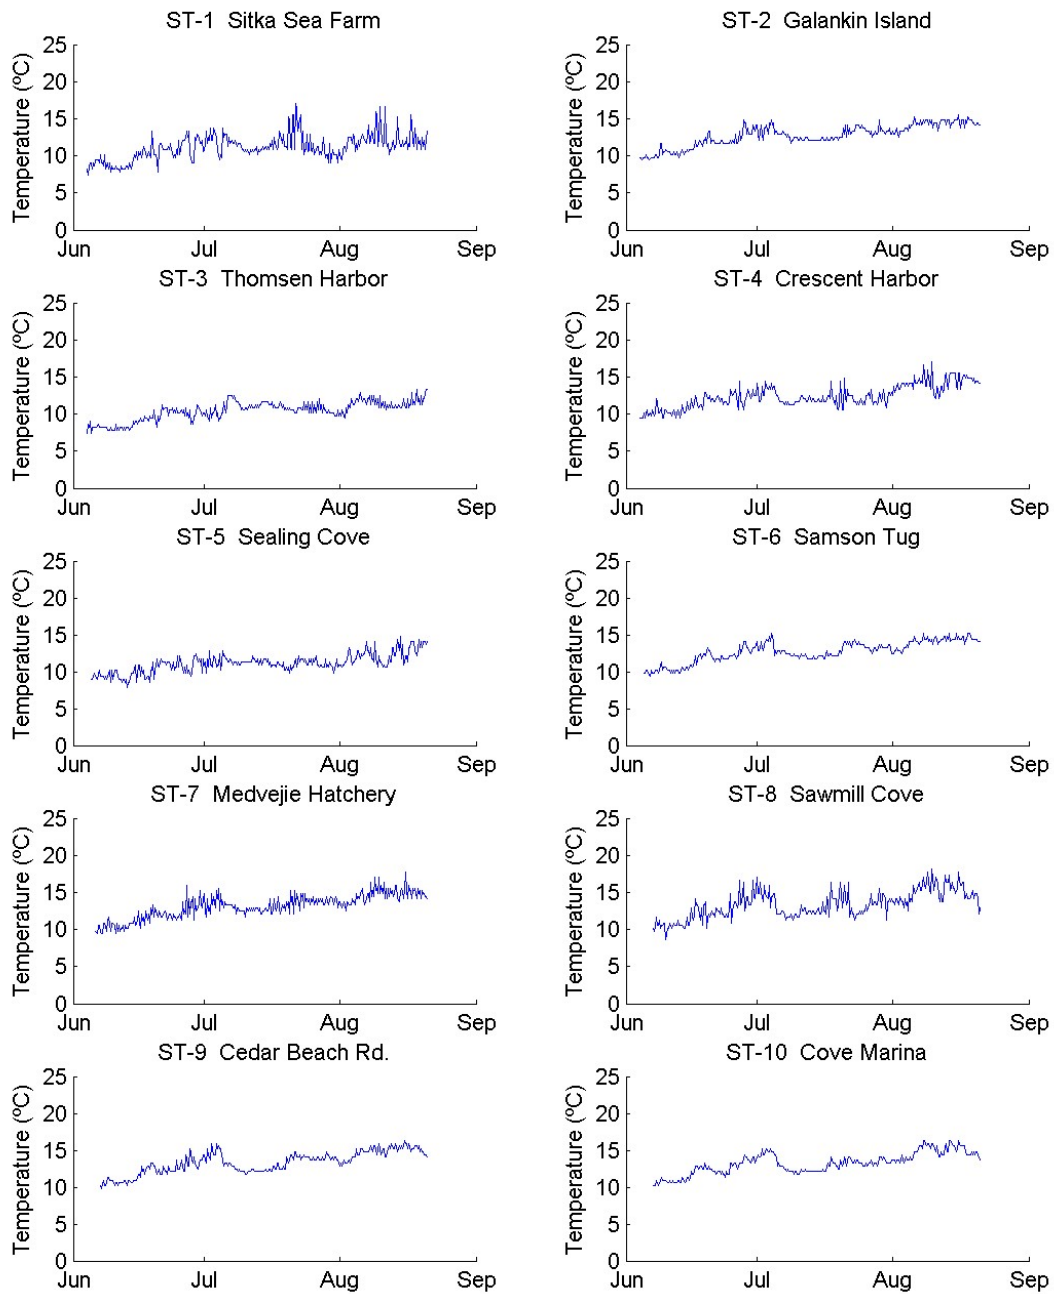 ST-1 Sitka Sea Farm
Temperature (ºC)
25
20
15
10
5
0
Jun Jul Aug Sep
ST-2 Galankin Island
Temperature (ºC)
25
20
15
10
5
0
Jun Jul Aug Sep
ST-3 Thomsen Harbor
Temperature (ºC)
25
20
15
10
5
0
Jun Jul Aug Sep
ST-4 Crescent Harbor
Temperature (ºC)
25
20
15
10
5
0
Jun Jul Aug Sep
ST-5 Sealing Cove
Temperature (ºC)
25
20
15
10
5
0
Jun Jul Aug Sep
ST-6 Samson Tug
Temperature (ºC)
25
20
15
10
5
0
Jun Jul Aug Sep
ST-7 Medvejie Hatchery
Temperature (ºC)
25
20
15
10
5
0
Jun Jul Aug Sep
ST-8 Sawmill Cove
Temperature (ºC)
25
20
15
10
5
0
Jun Jul Aug Sep
ST-9 Cedar Beach Rd.
Temperature (ºC)
25
20
15
10
5
0
Jun Jul Aug Sep
ST-10 Cove Marina
Temperature (ºC)
25
20
15
10
5
0
Jun Jul Aug Sep